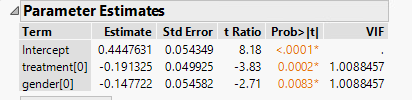 Parameter Estimates
Term Estimate Std Error t Ratio Prob>|t| VIF
Intercept 0.4447631 0.054349 8.18 <.0001* .
treatment[0] -0.191325 0.049925 -3.83 0.0002* 1.0088457
gender[0] -0.147722 0.054582 -2.71 0.0083* 1.0088457